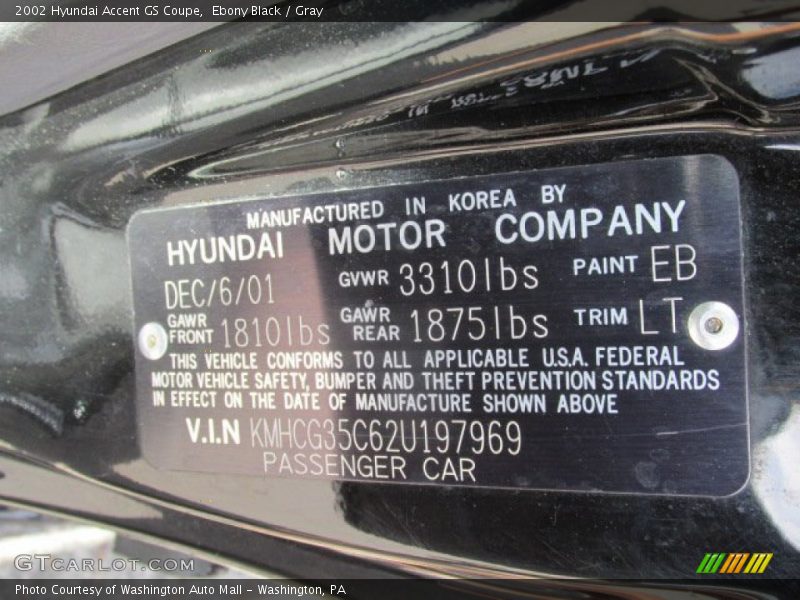 2002 Hyundai Accent GS Coupe, Ebony Black / Gray
MANUFACTURED IN KOREA BY
HYUNDAI MOTOR COMPANY
DEC/6/01 GVWR 3310lbs PAINT EB
GAWR FRONT 1810lbs GAWR REAR 1875lbs TRIM LT
THIS VEHICLE CONFORMS TO ALL APPLICABLE U.S.A. FEDERAL
MOTOR VEHICLE SAFETY, BUMPER AND THEFT PREVENTION STANDARDS
IN EFFECT ON THE DATE OF MANUFACTURE SHOWN ABOVE
V.I.N KMHCG35C62U197969
PASSENGER CAR
GTCARLOT.COM
Photo Courtesy of Washington Auto Mall - Washington, PA